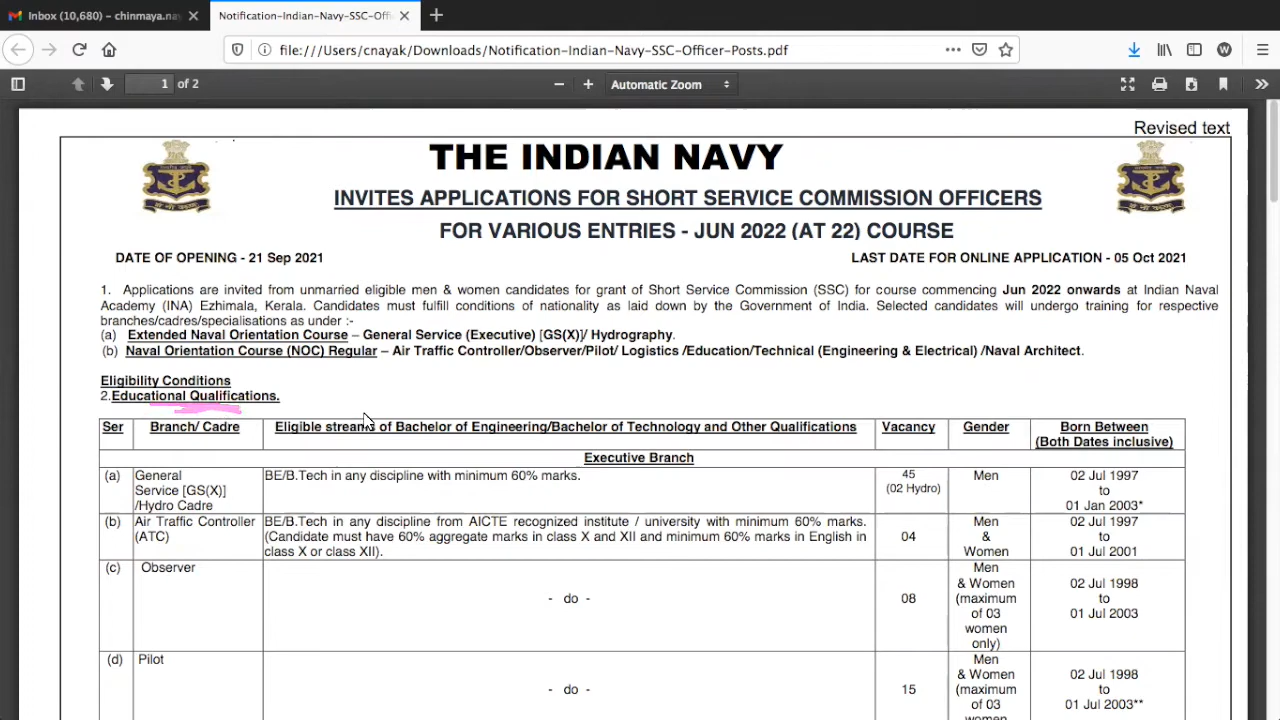 Inbox (10,680) – chinmaya.nay
Notification-Indian-Navy-SSC-Offi
file:///Users/cnayak/Downloads/Notification-Indian-Navy-SSC-Officer-Posts.pdf
W
1 of 2
Automatic Zoom
Revised text
THE INDIAN NAVY
INVITES APPLICATIONS FOR SHORT SERVICE COMMISSION OFFICERS
FOR VARIOUS ENTRIES - JUN 2022 (AT 22) COURSE
DATE OF OPENING - 21 Sep 2021
LAST DATE FOR ONLINE APPLICATION - 05 Oct 2021
1. Applications are invited from unmarried eligible men & women candidates for grant of Short Service Commission (SSC) for course commencing Jun 2022 onwards at Indian Naval
Academy (INA) Ezhimala, Kerala. Candidates must fulfill conditions of nationality as laid down by the Government of India. Selected candidates will undergo training for respective
branches/cadres/specialisations as under :-
(a) Extended Naval Orientation Course – General Service (Executive) [GS(X)]/ Hydrography.
(b) Naval Orientation Course (NOC) Regular – Air Traffic Controller/Observer/Pilot/ Logistics /Education/Technical (Engineering & Electrical) /Naval Architect.
Eligibility Conditions
2.Educational Qualifications.
Ser
Branch/ Cadre
Eligible streams of Bachelor of Engineering/Bachelor of Technology and Other Qualifications
Vacancy
Gender
Born Between
(Both Dates inclusive)
Executive Branch
(a)
General
Service [GS(X)]
/Hydro Cadre
BE/B.Tech in any discipline with minimum 60% marks.
45
(02 Hydro)
Men
02 Jul 1997
to
01 Jan 2003*
(b)
Air Traffic Controller
(ATC)
BE/B.Tech in any discipline from AICTE recognized institute / university with minimum 60% marks.
(Candidate must have 60% aggregate marks in class X and XII and minimum 60% marks in English in
class X or class XII).
04
Men
&
Women
02 Jul 1997
to
01 Jul 2001
(c)
Observer
- do -
08
Men
& Women
(maximum
of 03
women
only)
02 Jul 1998
to
01 Jul 2003
(d)
Pilot
- do -
15
Men
& Women
(maximum
of 03
women
02 Jul 1998
to
01 Jul 2003**